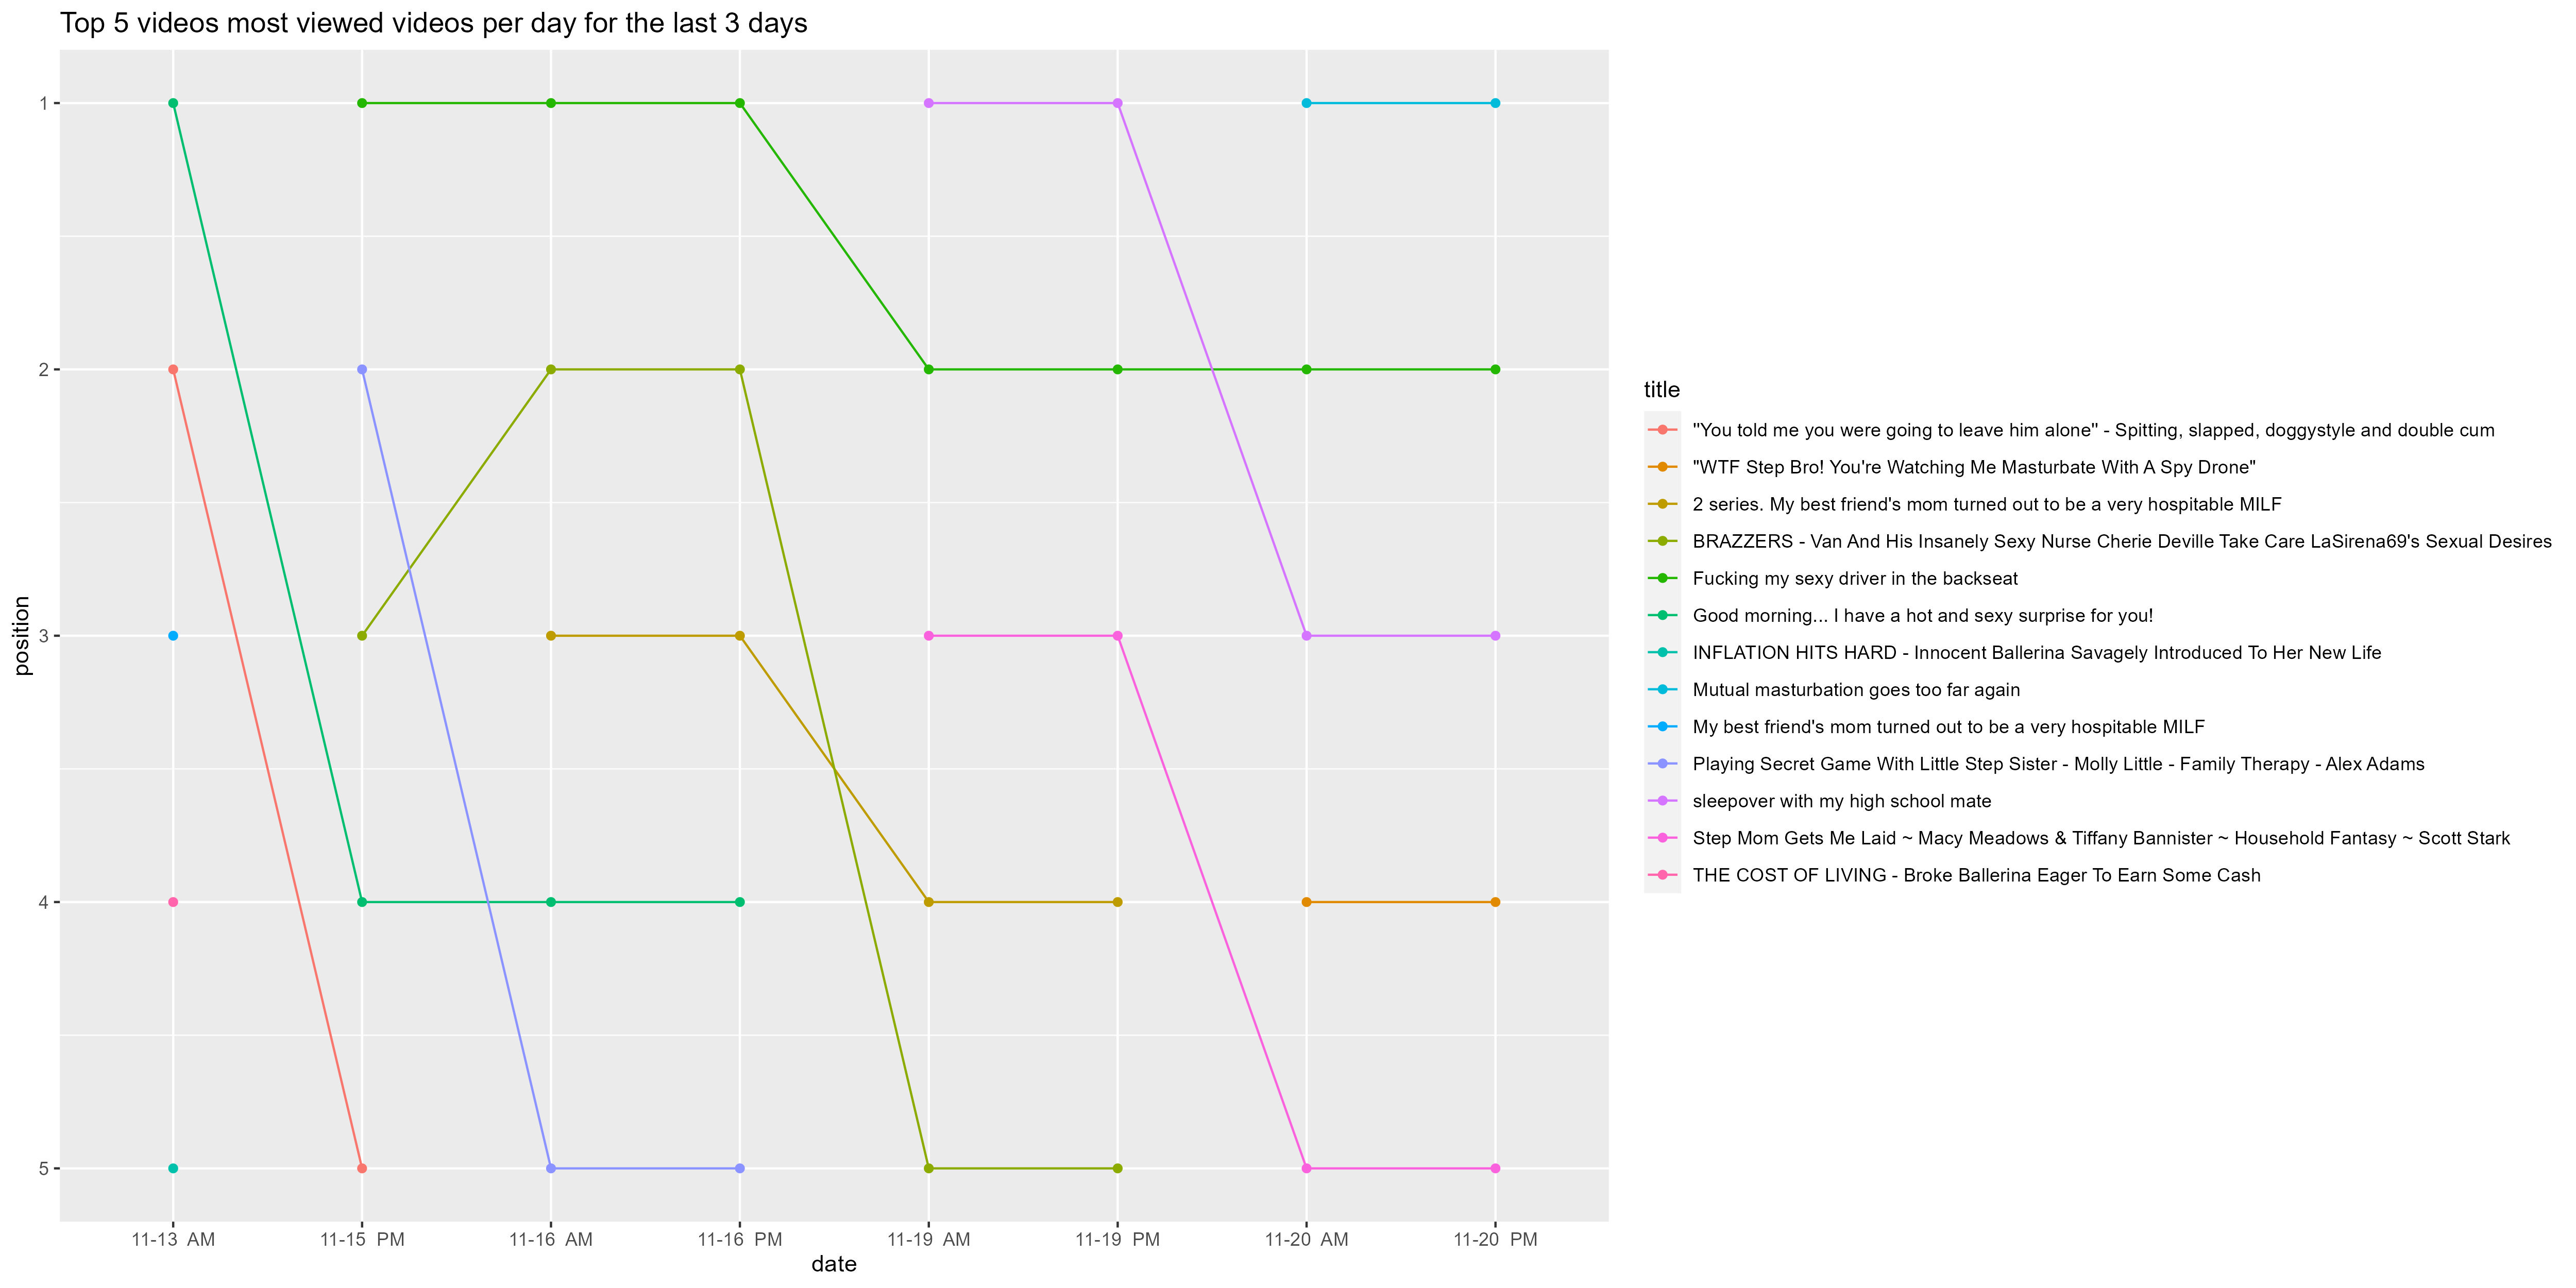 Top 5 videos most viewed videos per day for the last 3 days
position
1
2
3
4
5
11-13 AM
11-15 PM
11-16 AM
11-16 PM
11-19 AM
11-19 PM
11-20 AM
11-20 PM
date
title
"You told me you were going to leave him alone" - Spitting, slapped, doggystyle and double cum
"WTF Step Bro! You're Watching Me Masturbate With A Spy Drone"
2 series. My best friend's mom turned out to be a very hospitable MILF
BRAZZERS - Van And His Insanely Sexy Nurse Cherie Deville Take Care LaSirena69's Sexual Desires
Fucking my sexy driver in the backseat
Good morning... I have a hot and sexy surprise for you!
INFLATION HITS HARD - Innocent Ballerina Savagely Introduced To Her New Life
Mutual masturbation goes too far again
My best friend's mom turned out to be a very hospitable MILF
Playing Secret Game With Little Step Sister - Molly Little - Family Therapy - Alex Adams
sleepover with my high school mate
Step Mom Gets Me Laid ~ Macy Meadows & Tiffany Bannister ~ Household Fantasy ~ Scott Stark
THE COST OF LIVING - Broke Ballerina Eager To Earn Some Cash